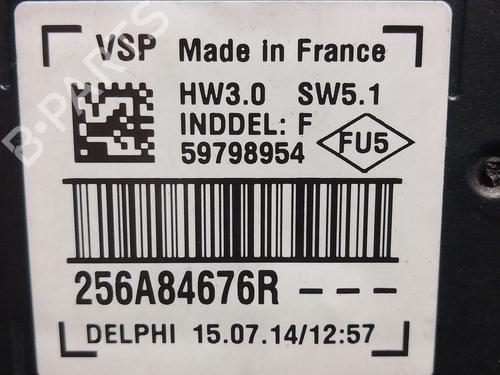 VSP Made in France
HW3.0 SW5.1
INDDEL: F
59798954
FU5
256A84676R ---
DELPHI 15.07.14/12:57
B-PARTS